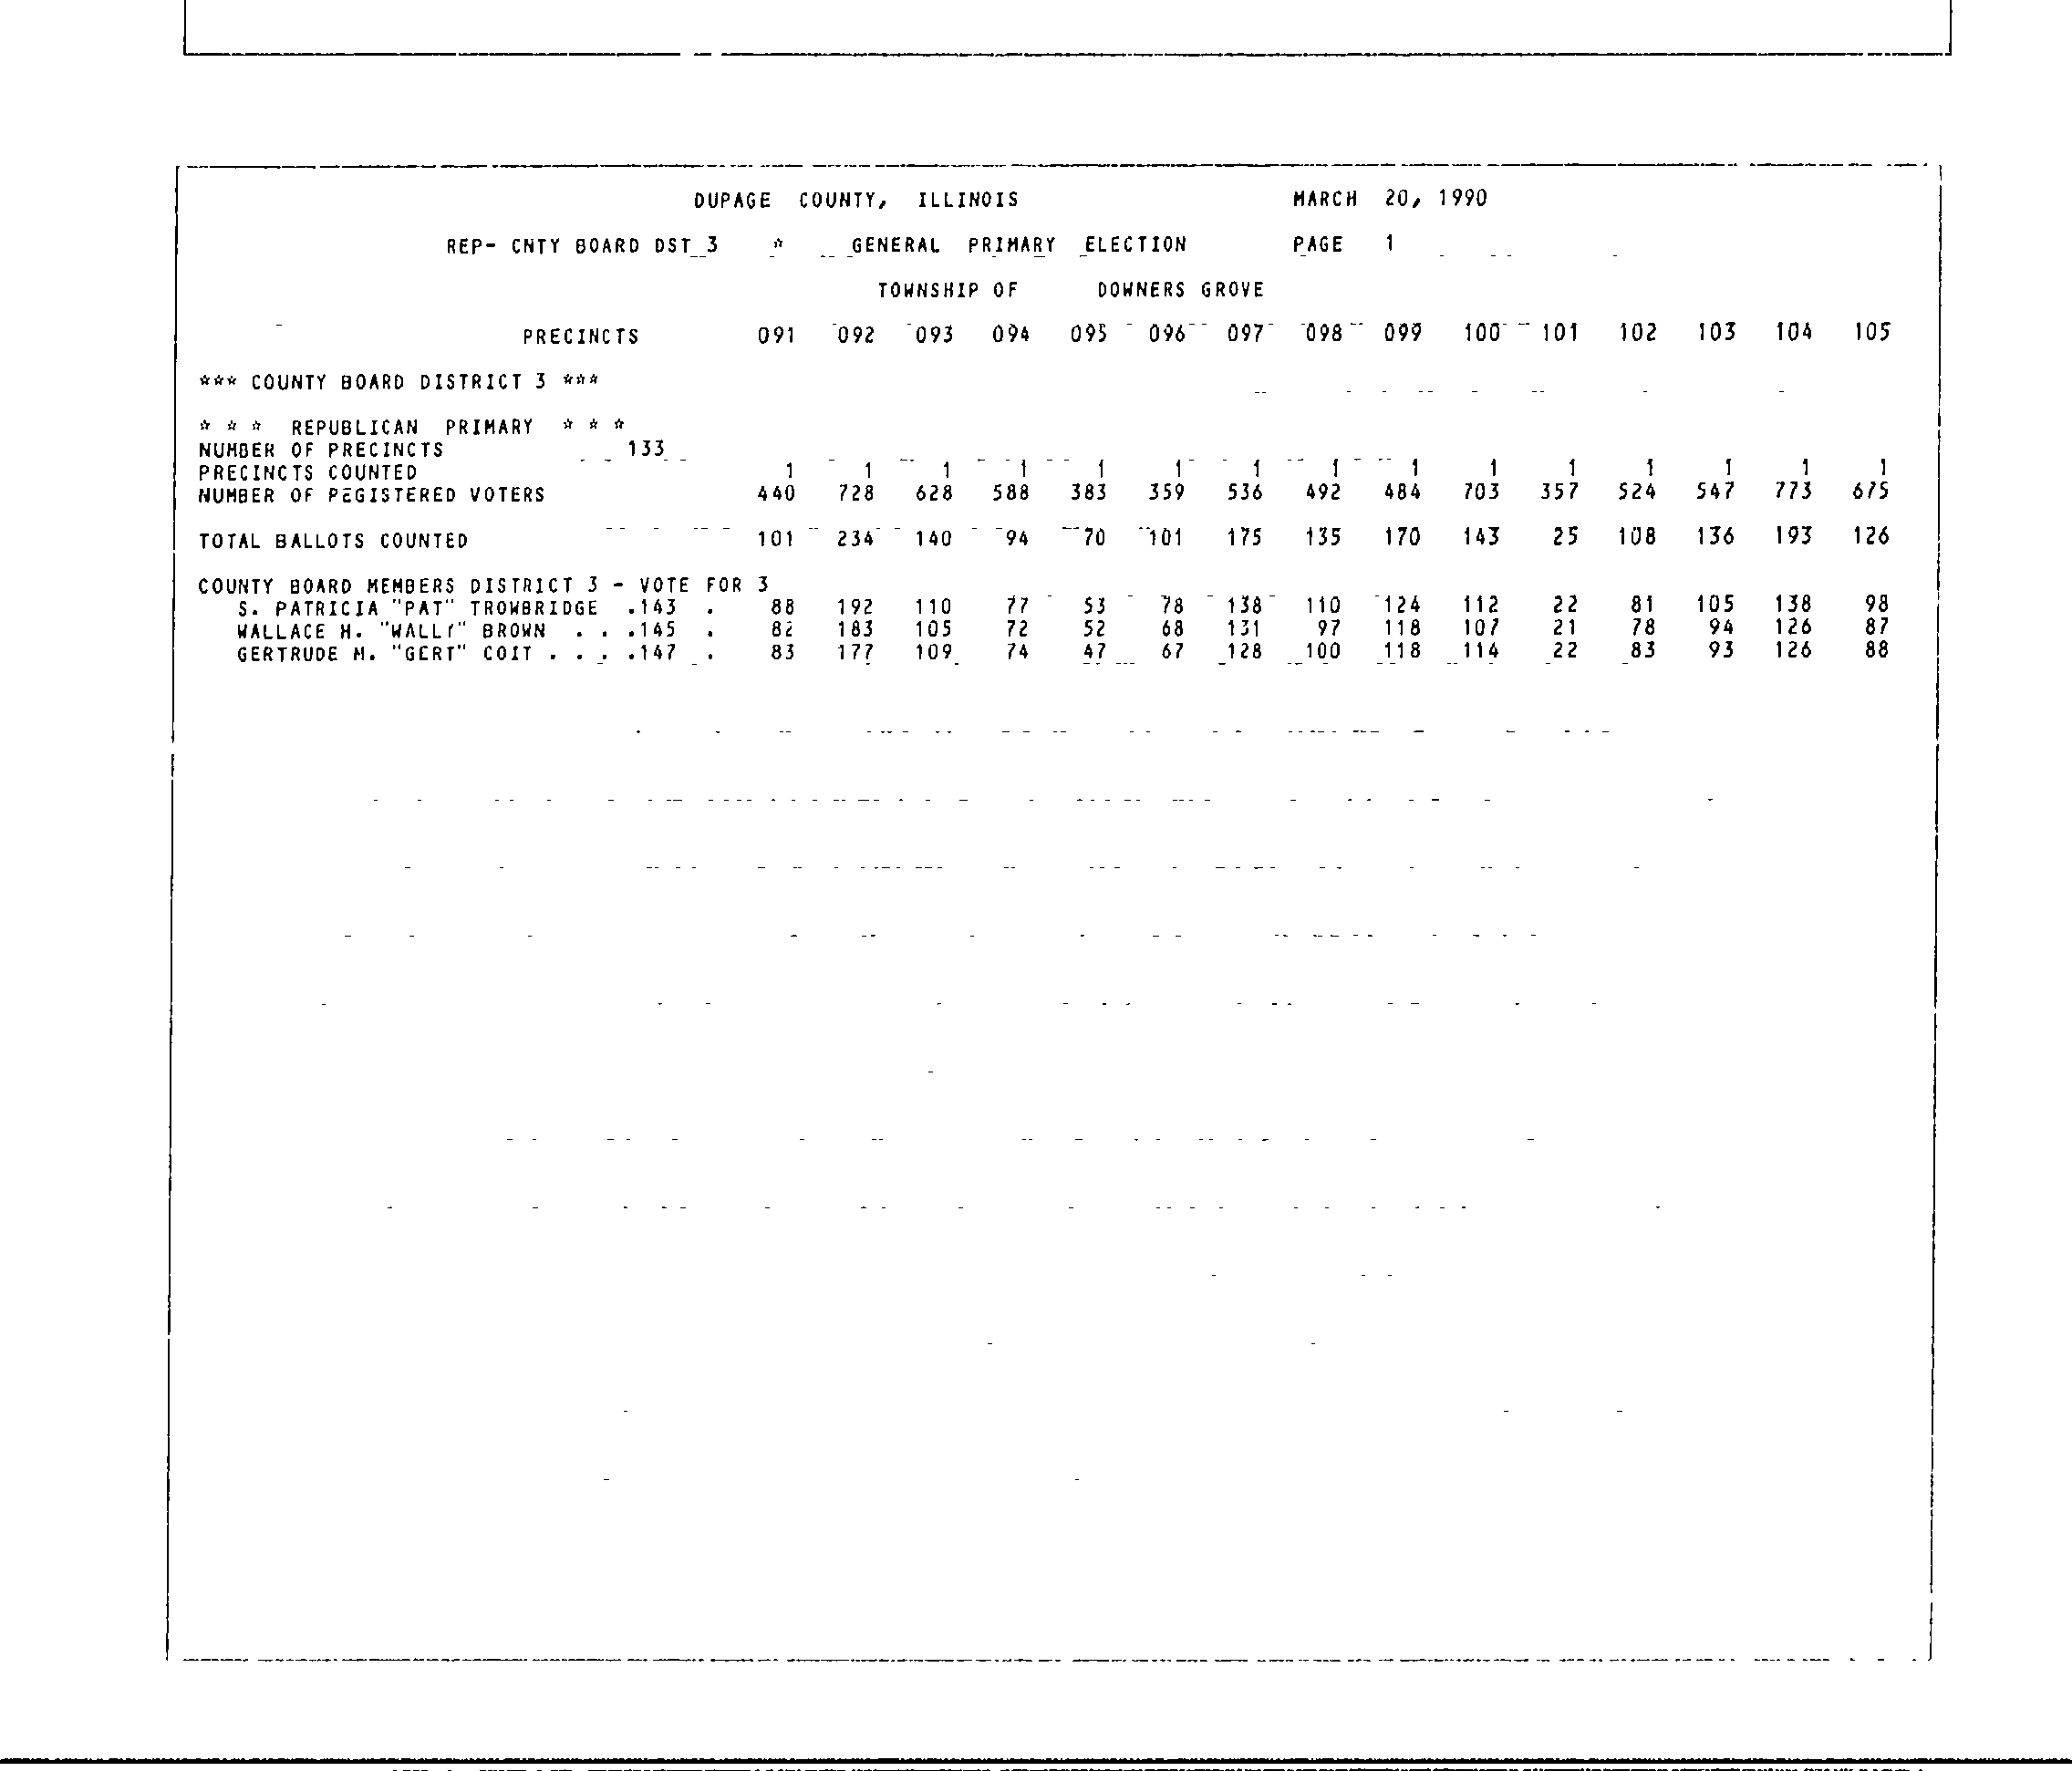 DUPAGE COUNTY, ILLINOIS MARCH 20, 1990
REP- CNTY BOARD DST 3 * GENERAL PRIMARY ELECTION PAGE 1
TOWNSHIP OF DOWNERS GROVE
PRECINCTS 091 092 093 094 095 096 097 098 099 100 101 102 103 104 105
*** COUNTY BOARD DISTRICT 3 ***
* * * REPUBLICAN PRIMARY * * *
NUMBER OF PRECINCTS 133
PRECINCTS COUNTED 1 1 1 1 1 1 1 1 1 1 1 1 1 1 1
NUMBER OF REGISTERED VOTERS 440 728 628 588 383 359 536 492 484 703 357 524 547 773 675
TOTAL BALLOTS COUNTED 101 234 140 94 70 101 175 135 170 143 25 108 136 193 126
COUNTY BOARD MEMBERS DISTRICT 3 - VOTE FOR 3
S. PATRICIA "PAT" TROWBRIDGE .143 . 88 192 110 77 53 78 138 110 124 112 22 81 105 138 98
WALLACE H. "WALLY" BROWN . . .145 . 82 183 105 72 52 68 131 97 118 107 21 78 94 126 87
GERTRUDE M. "GERT" COIT . . . .147 . 83 177 109 74 47 67 128 100 118 114 22 83 93 126 88